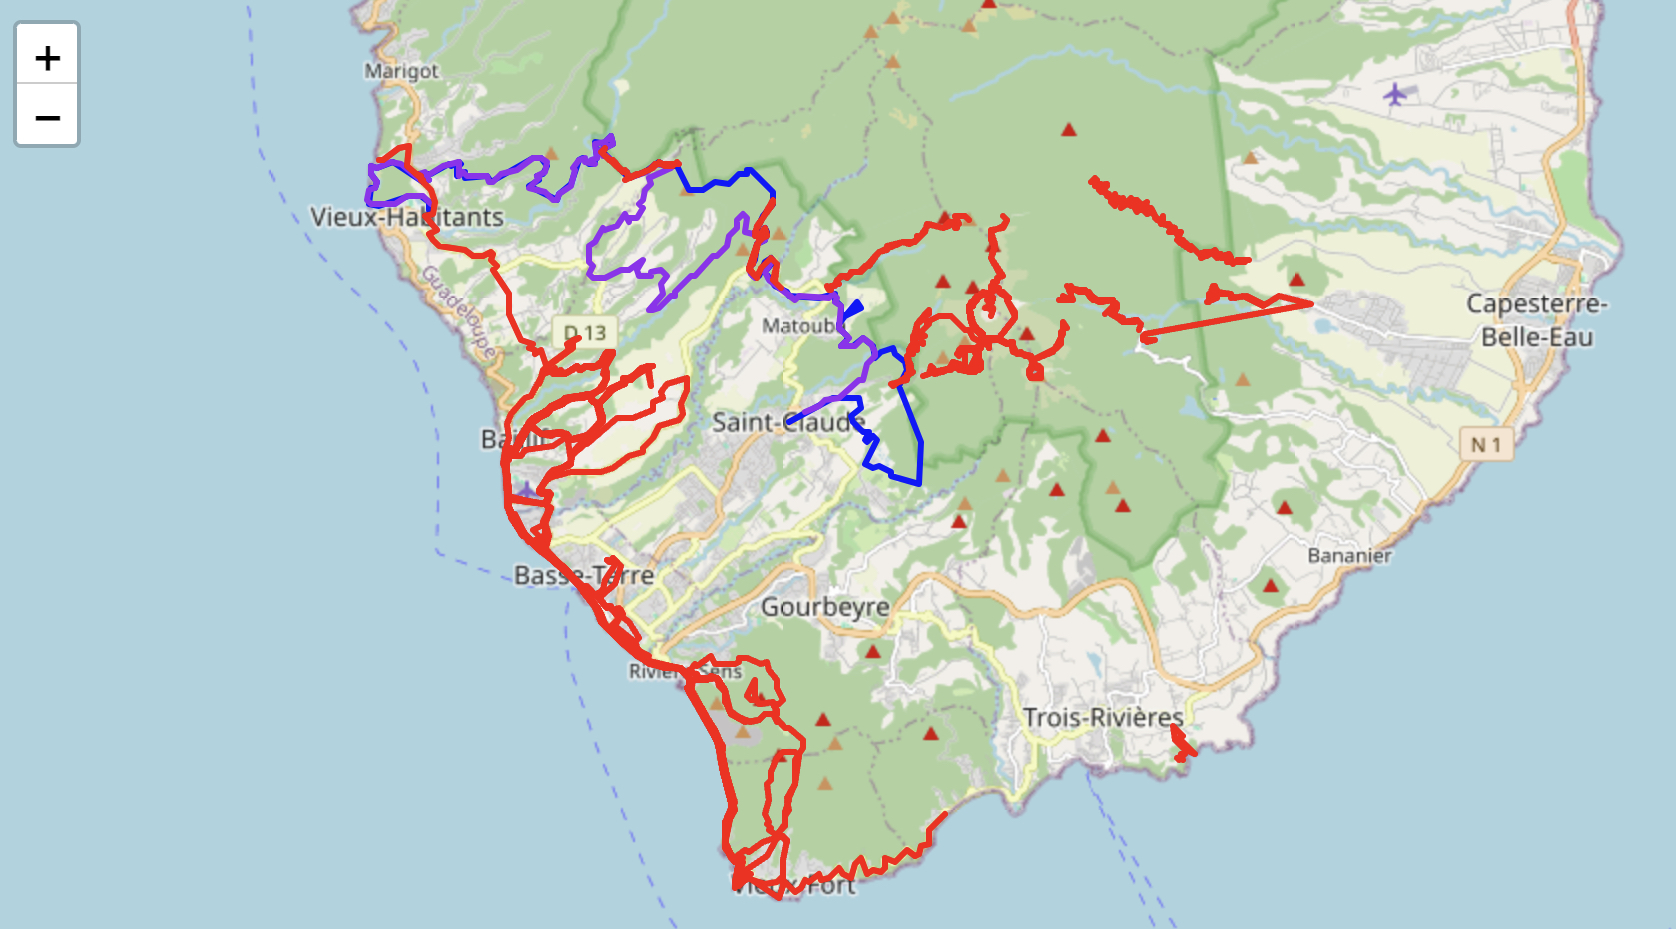 +
−
Marigot
Vieux-Habitants
Guadeloupe
D 13
Matouba
Capesterre-
Belle-Eau
Saint-Claude
Baillif
N 1
Bananier
Basse-Terre
Gourbeyre
Rivière-Sens
Trois-Rivières
Vieux-Fort